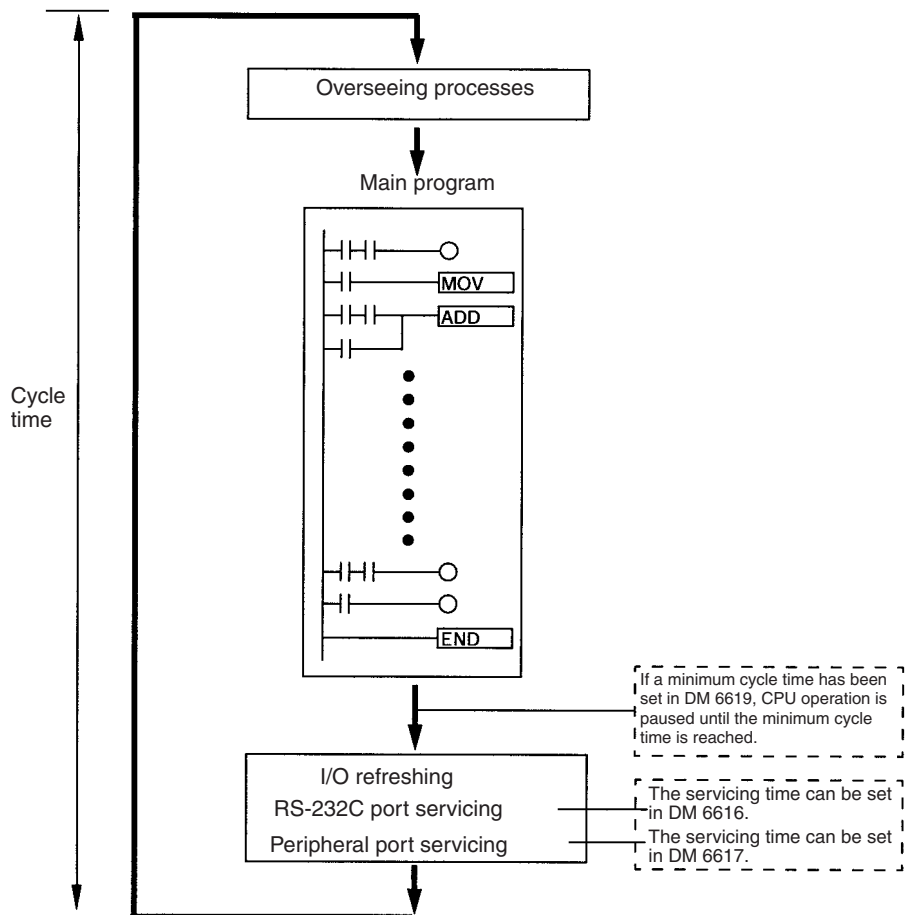 Overseeing processes
Main program
MOV
ADD
Cycle
time
END
If a minimum cycle time has been
set in DM 6619, CPU operation is
paused until the minimum cycle
time is reached.
I/O refreshing
RS-232C port servicing
Peripheral port servicing
The servicing time can be set
in DM 6616.
The servicing time can be set
in DM 6617.